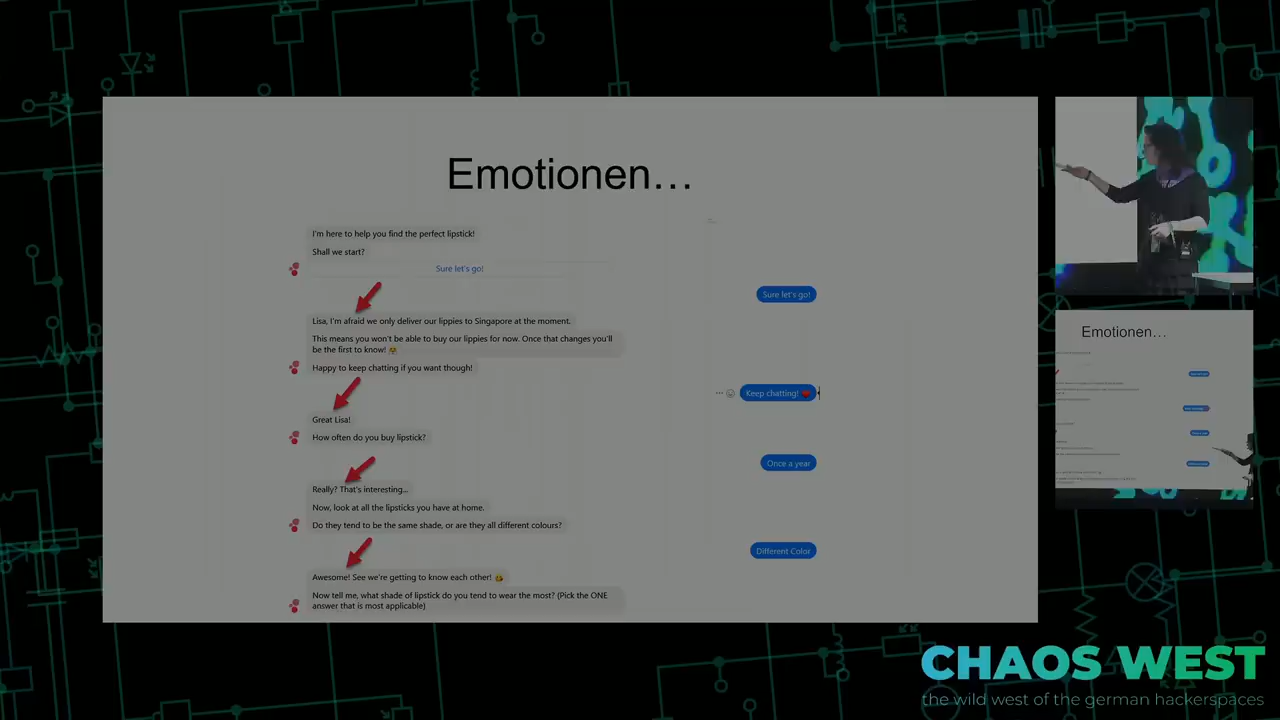 Emotionen…
I'm here to help you find the perfect lipstick!
Shall we start?
Sure let's go!
Sure let's go!
Lisa, I'm afraid we only deliver our lippies to Singapore at the moment.
This means you won't be able to buy our lippies for now. Once that changes you'll
be the first to know! 😢
Happy to keep chatting if you want though!
Keep chatting! ❤️
Great Lisa!
How often do you buy lipstick?
Once a year
Really? That's interesting...
Now, look at all the lipsticks you have at home.
Do they tend to be the same shade, or are they all different colours?
Different Color
Awesome! See we're getting to know each other! 😘
Now tell me, what shade of lipstick do you tend to wear the most? (Pick the ONE
answer that is most applicable)
Emotionen…
CHAOS WEST
the wild west of the german hackerspaces